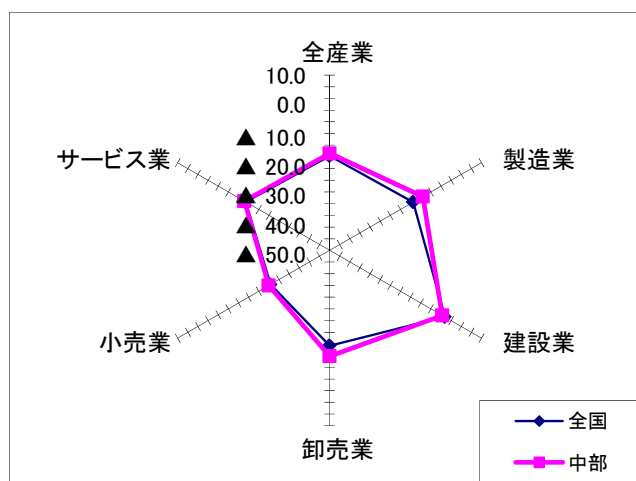 全産業
10.0
0.0
▲ 10.0
サービス業
製造業
▲ 20.0
▲ 30.0
▲ 40.0
▲ 50.0
小売業
建設業
卸売業
全国
中部